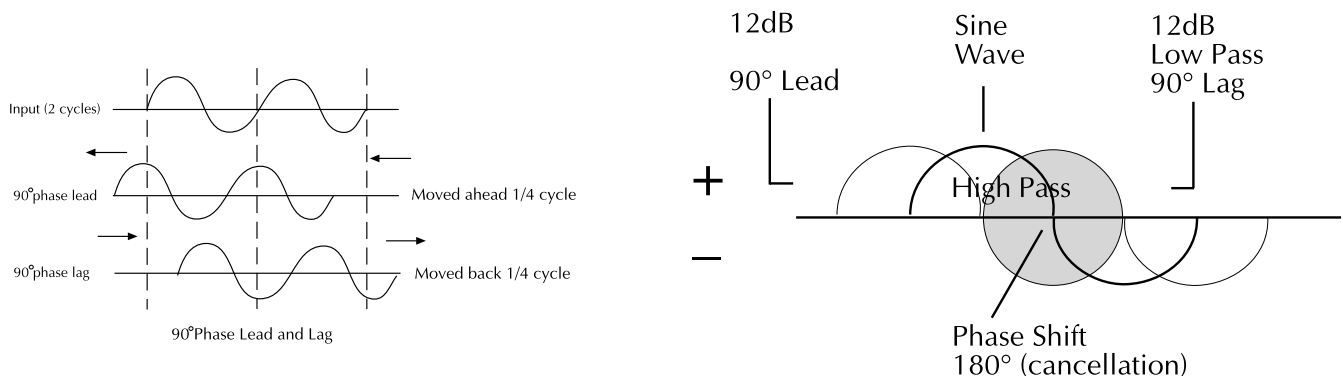 Input (2 cycles)
90°phase lead
Moved ahead 1/4 cycle
90°phase lag
Moved back 1/4 cycle
90°Phase Lead and Lag
12dB
90° Lead
Sine
Wave
12dB
Low Pass
90° Lag
+
High Pass
–
Phase Shift
180° (cancellation)